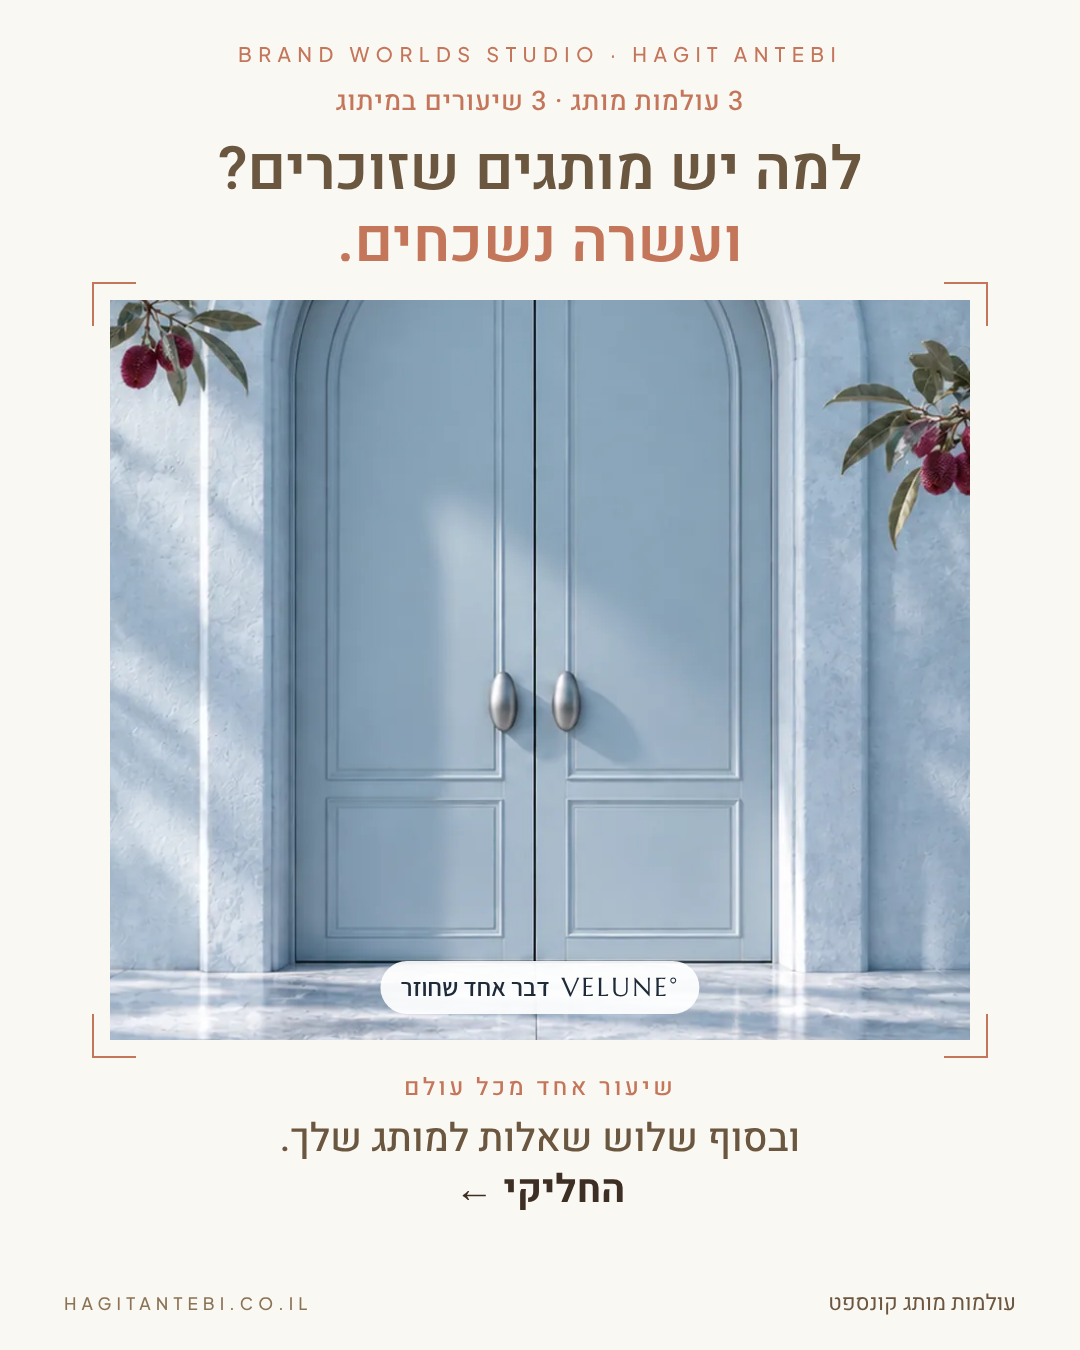 BRAND WORLDS STUDIO · HAGIT ANTEBI
3 עולמות מותג · 3 שיעורים במיתוג
למה יש מותגים שזוכרים?
ועשרה נשכחים.
VELUNE° דבר אחד שחוזר
שיעור אחד מכל עולם
ובסוף שלוש שאלות למותג שלך.
החליקי ←
עולמות מותג קונספט
HAGITANTEBI.CO.IL